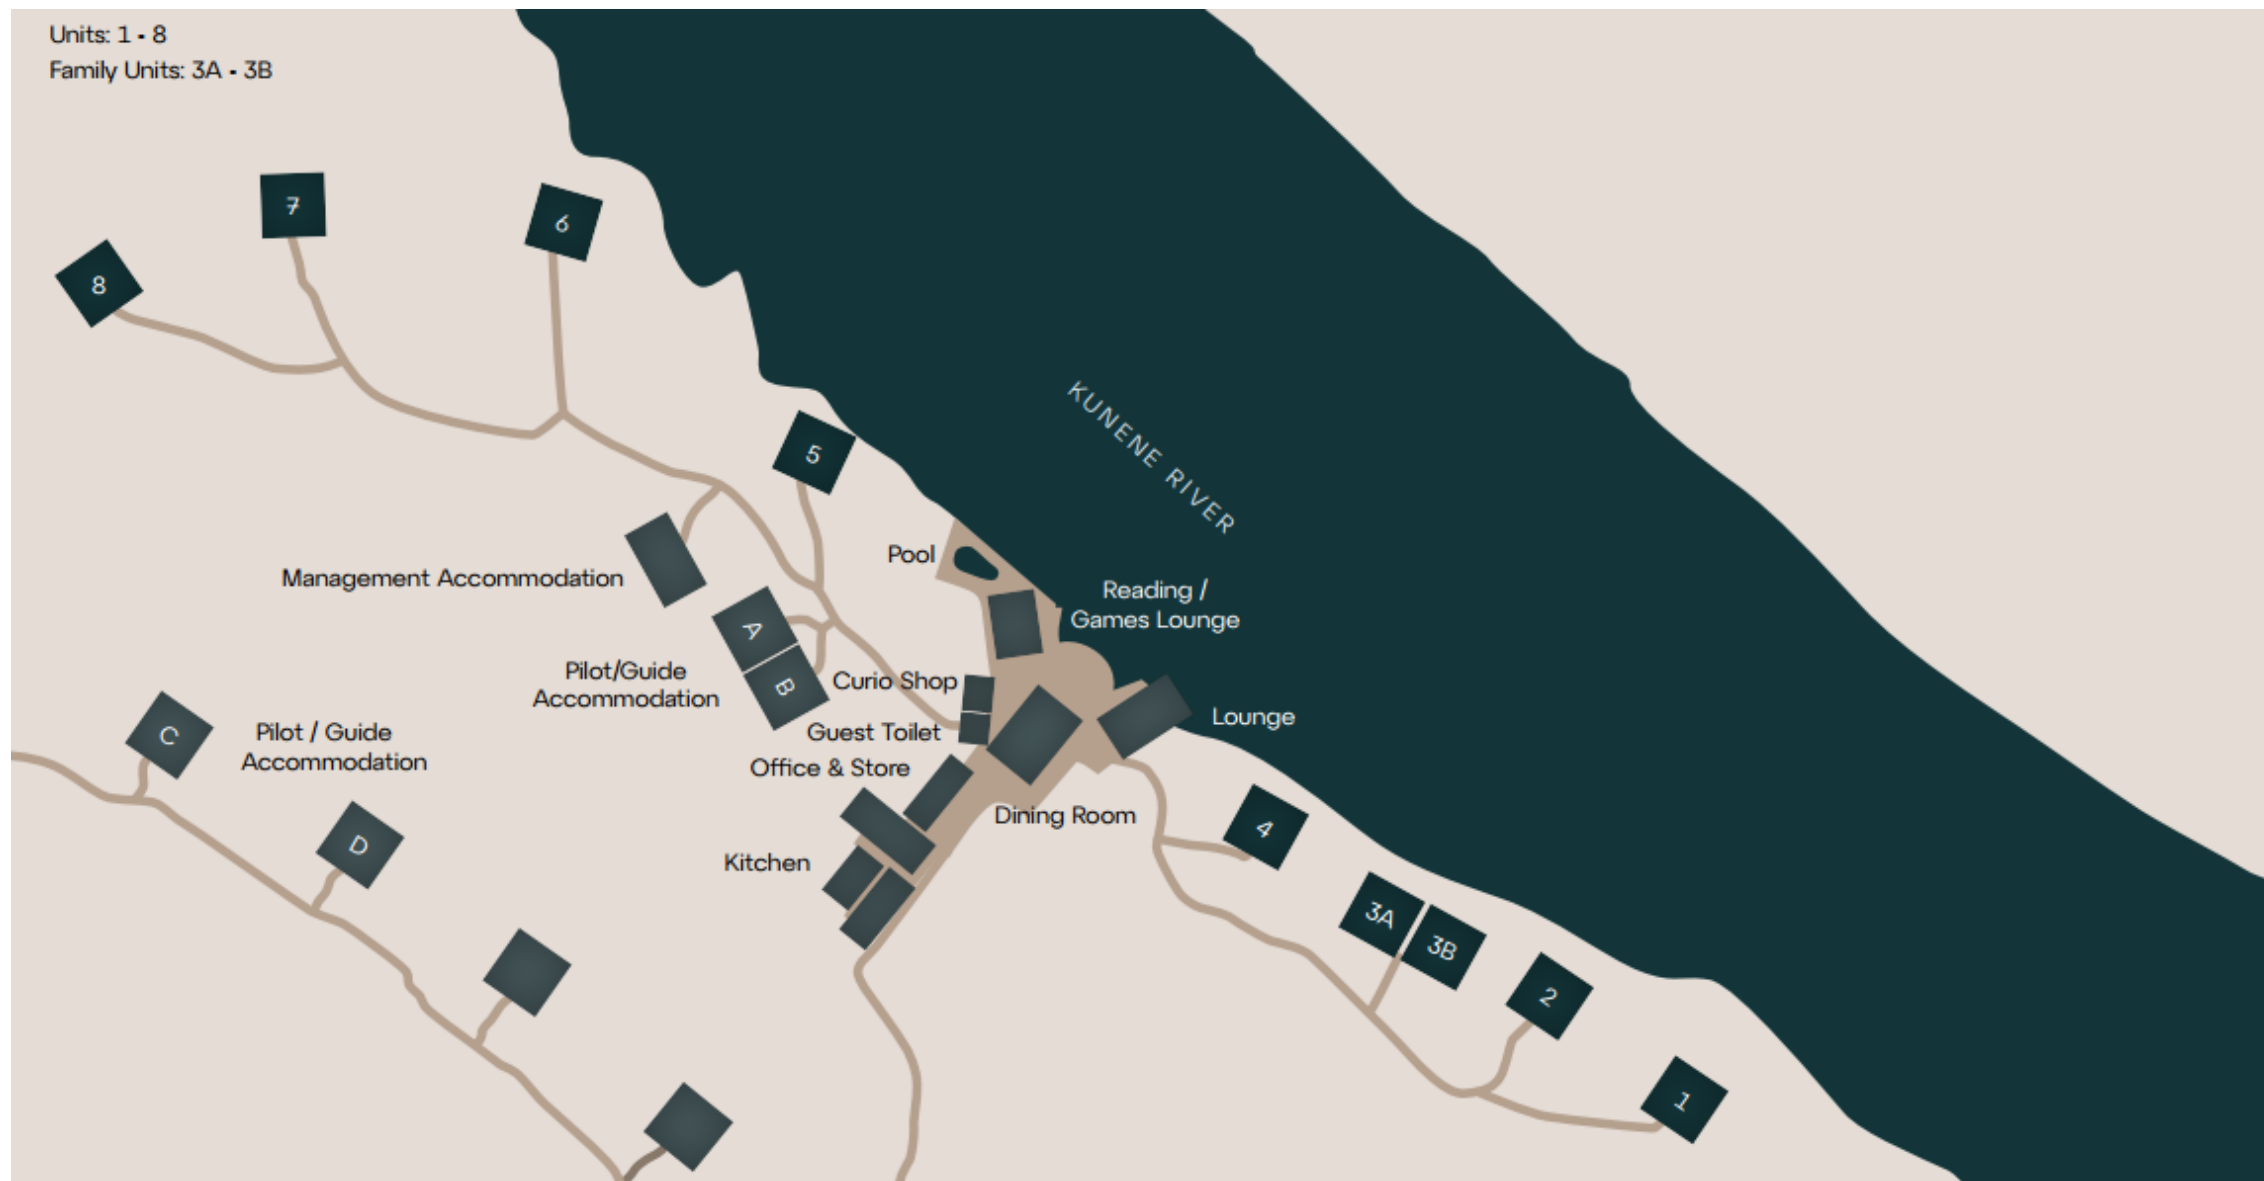 Units: 1 - 8
Family Units: 3A - 3B
7
6
8
5
KUNENE RIVER
Pool
Reading /
Games Lounge
Management Accommodation
A
B
Pilot/Guide
Accommodation
Curio Shop
Guest Toilet
Lounge
C
Pilot / Guide
Accommodation
Office & Store
Dining Room
D
Kitchen
4
3A
3B
2
1